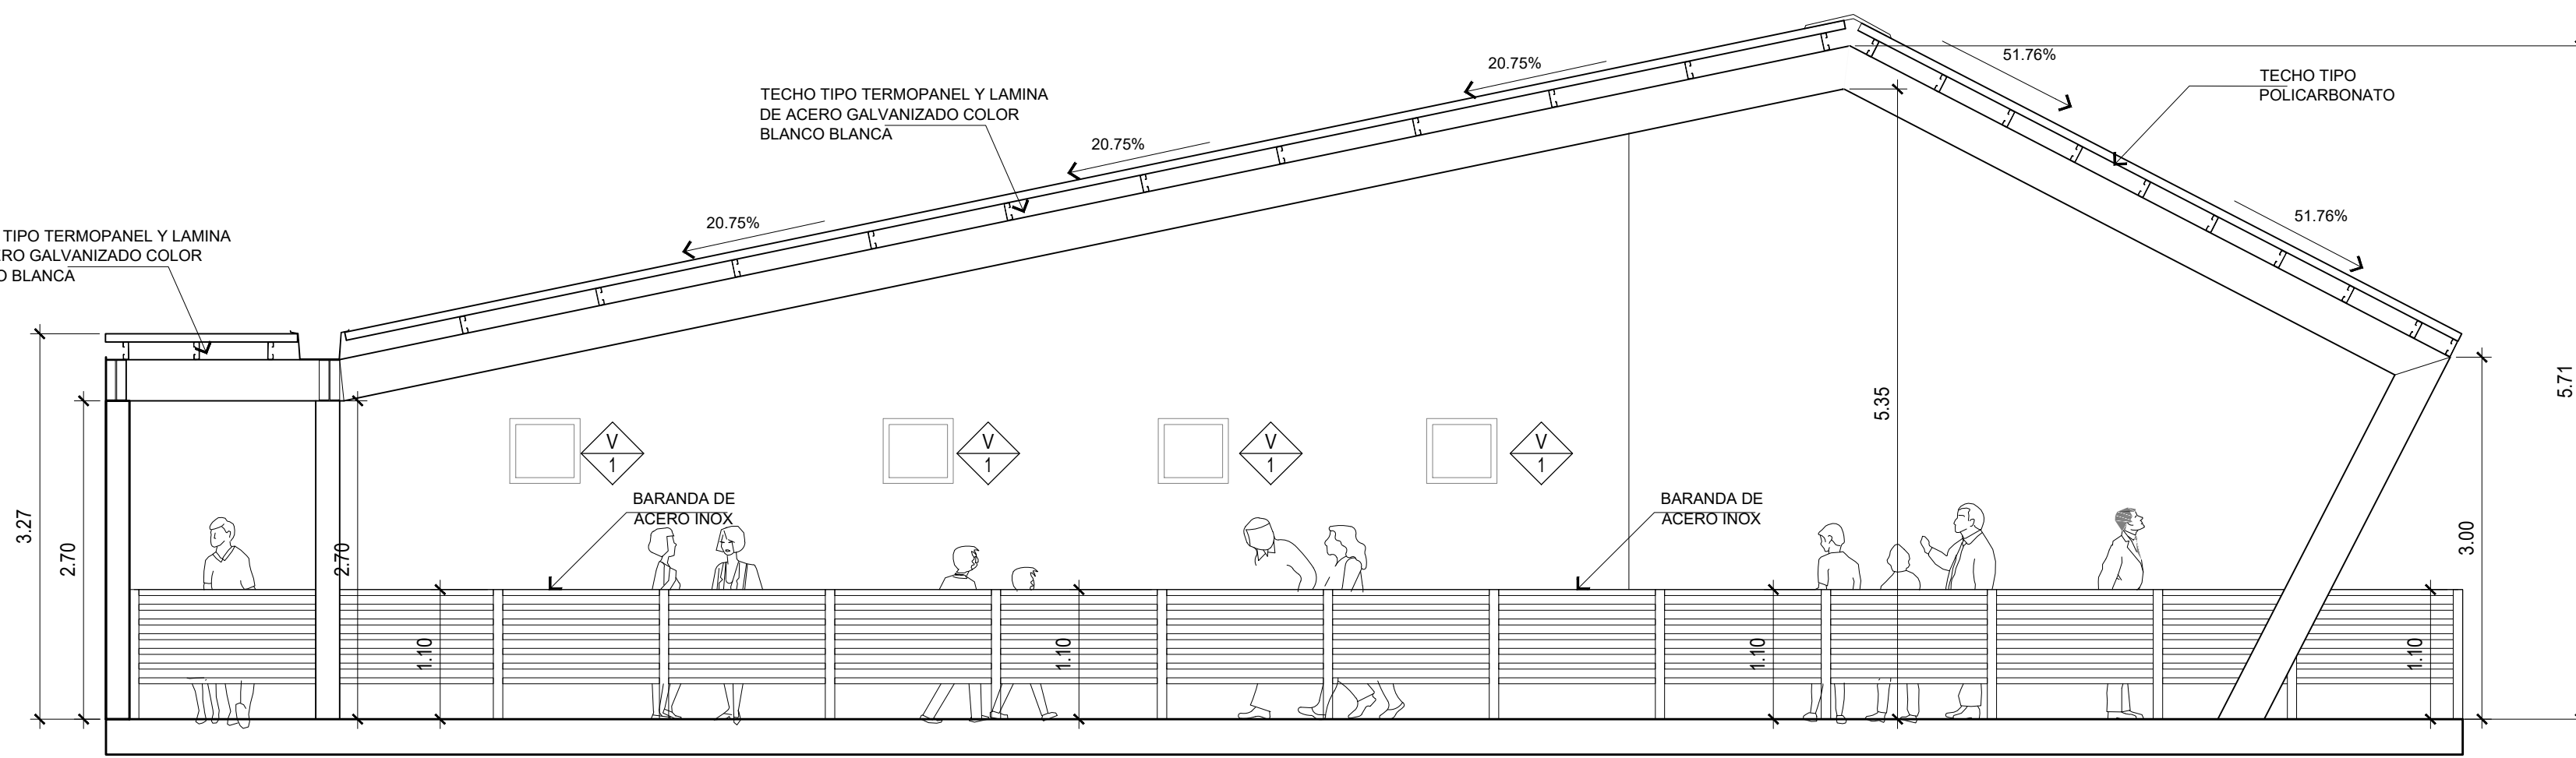 20.75%
51.76%
TECHO TIPO
POLICARBONATO
TECHO TIPO TERMOPANEL Y LAMINA
DE ACERO GALVANIZADO COLOR
BLANCO BLANCA
20.75%
20.75%
51.76%
TIPO TERMOPANEL Y LAMINA
ERO GALVANIZADO COLOR
O BLANCA
5.71
5.35
V
1
V
1
V
1
V
1
BARANDA DE
ACERO INOX
BARANDA DE
ACERO INOX
3.27
2.70
2.70
3.00
1.10
1.10
1.10
1.10